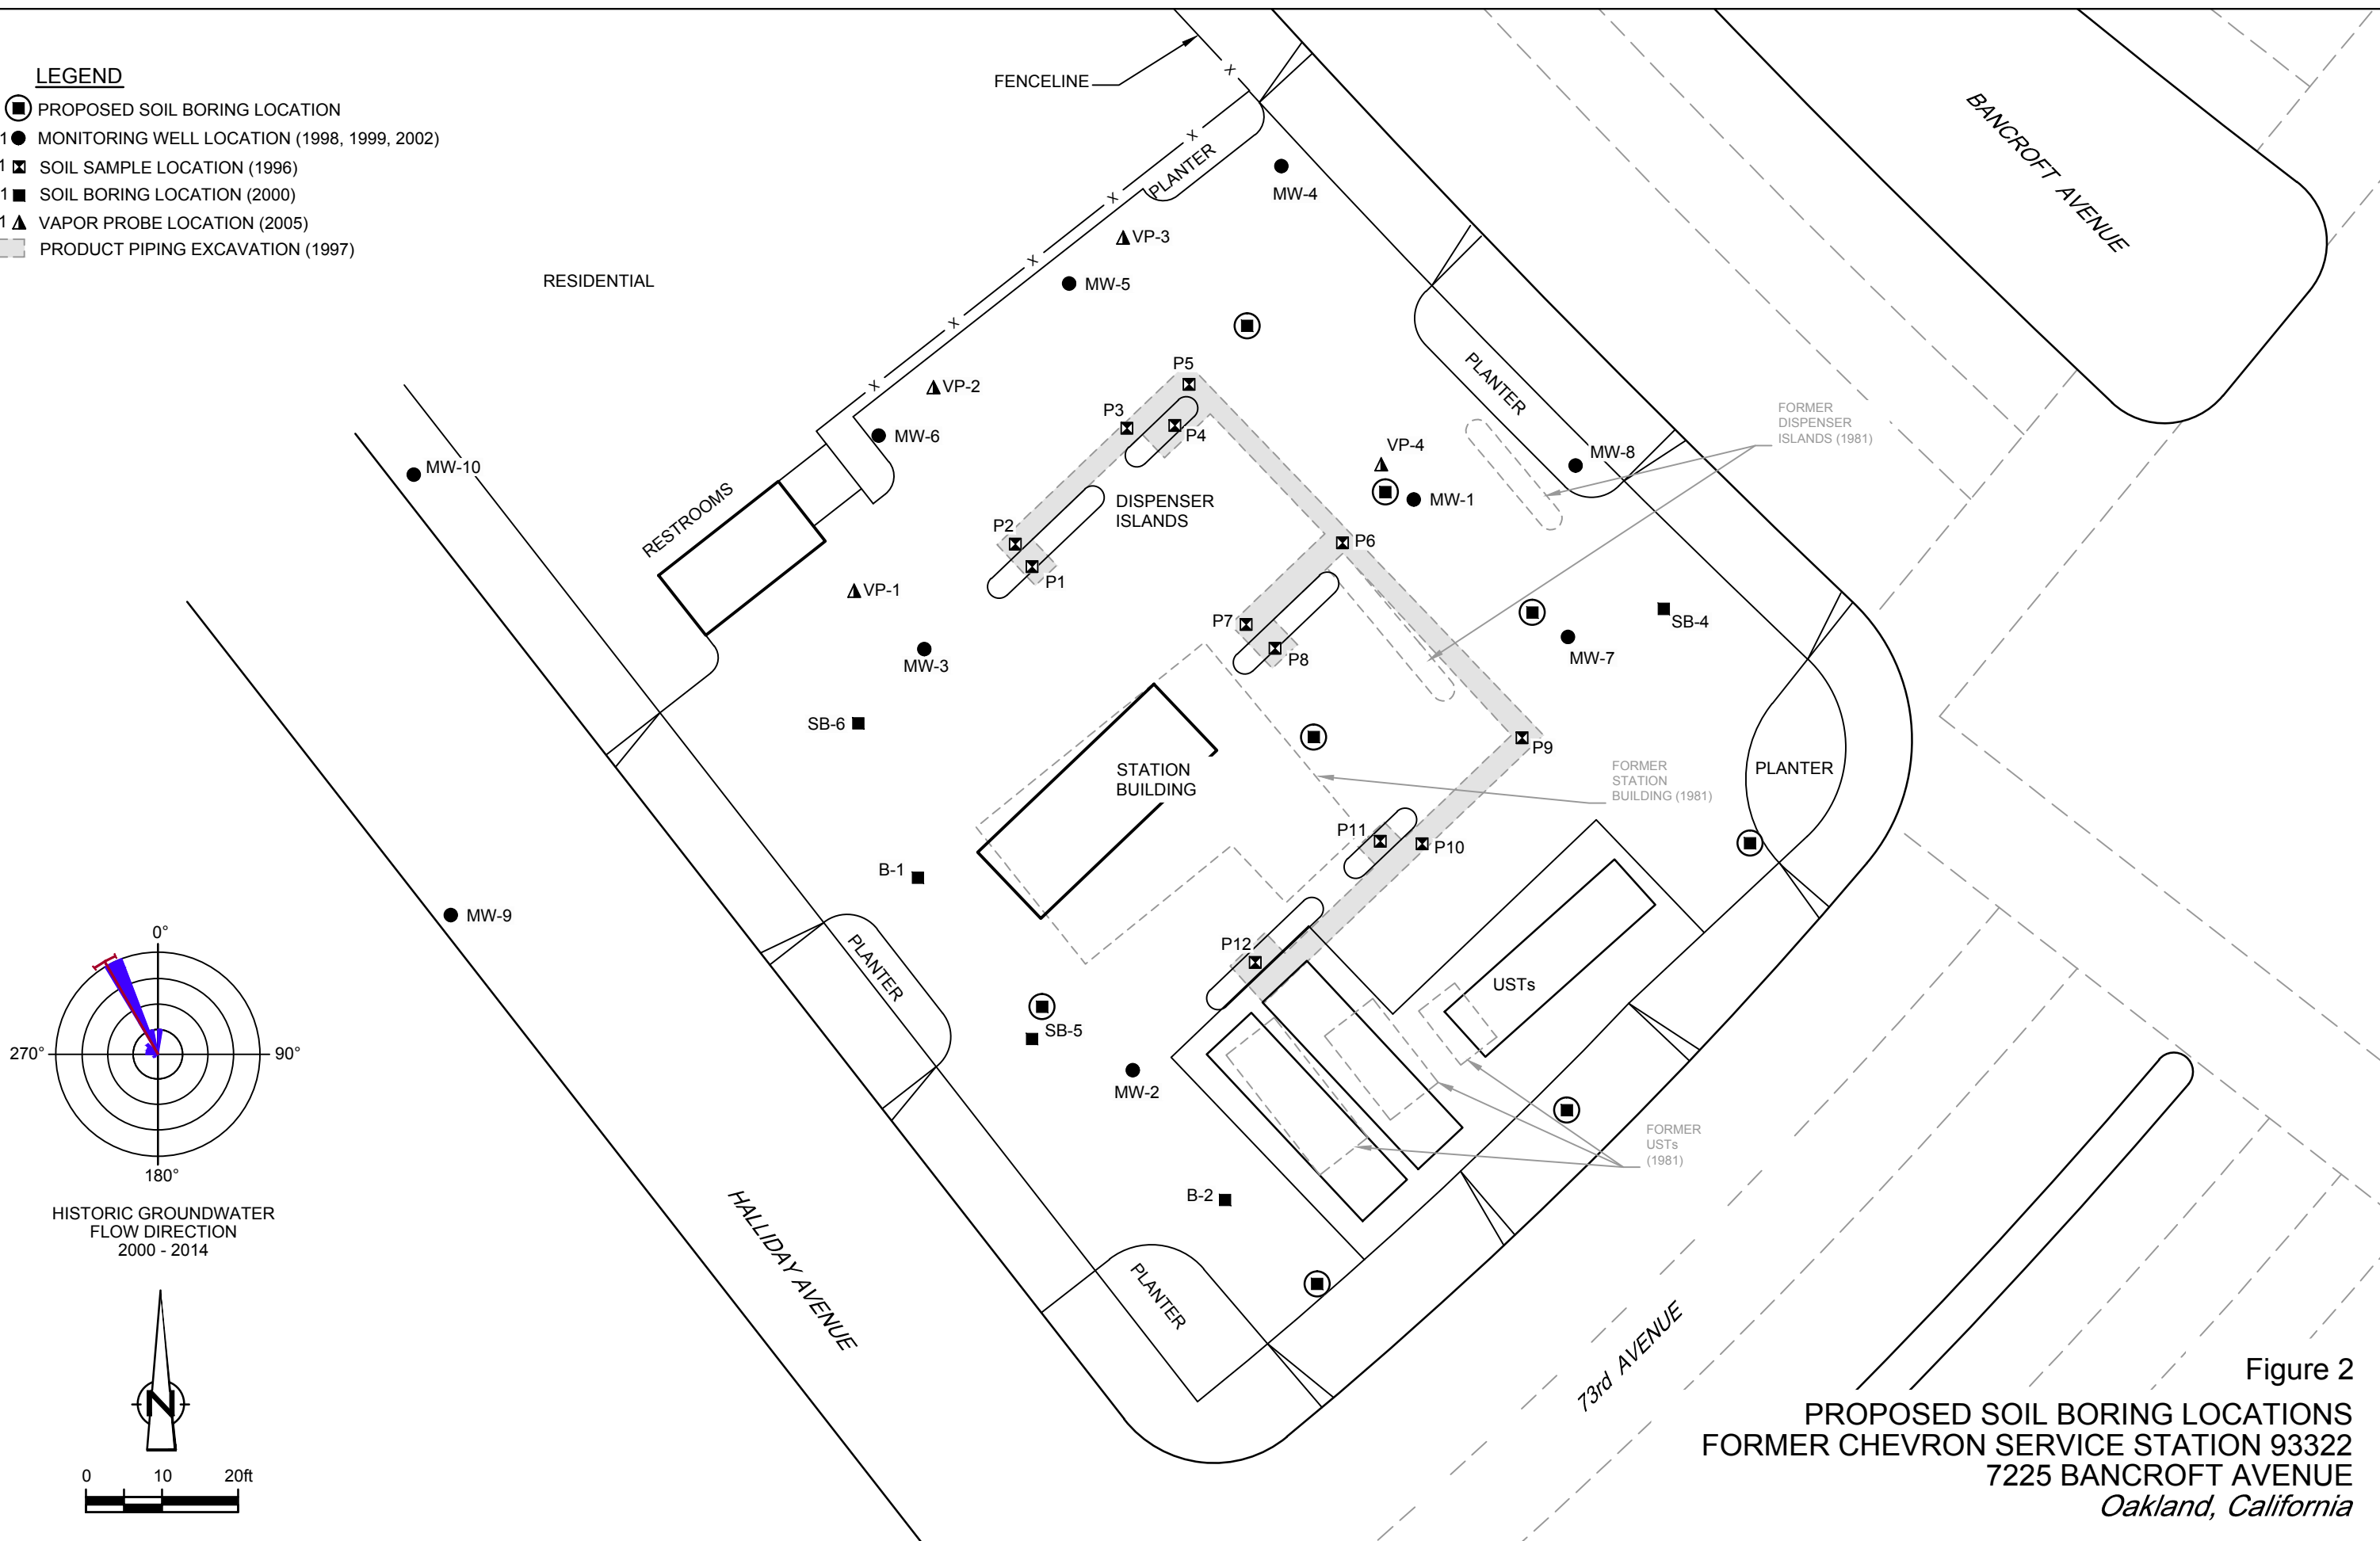 LEGEND
PROPOSED SOIL BORING LOCATION
1 MONITORING WELL LOCATION (1998, 1999, 2002)
1 SOIL SAMPLE LOCATION (1996)
1 SOIL BORING LOCATION (2000)
1 VAPOR PROBE LOCATION (2005)
PRODUCT PIPING EXCAVATION (1997)
FENCELINE
X
X
X
X
X
X
PLANTER
MW-4
BANCROFT AVENUE
VP-3
MW-5
RESIDENTIAL
P5
PLANTER
VP-2
P3
P4
MW-6
FORMER
DISPENSER
ISLANDS (1981)
VP-4
MW-8
MW-10
RESTROOMS
DISPENSER
ISLANDS
MW-1
P2
P6
P1
VP-1
P7
SB-4
P8
MW-7
MW-3
SB-6
P9
STATION
BUILDING
FORMER
STATION
BUILDING (1981)
PLANTER
P11
P10
B-1
MW-9
PLANTER
P12
USTs
SB-5
MW-2
FORMER
USTs
(1981)
B-2
PLANTER
HALLIDAY AVENUE
73rd AVENUE
0°
270°
90°
180°
HISTORIC GROUNDWATER
FLOW DIRECTION
2000 - 2014
N
0 10 20ft
Figure 2
PROPOSED SOIL BORING LOCATIONS
FORMER CHEVRON SERVICE STATION 93322
7225 BANCROFT AVENUE
Oakland, California